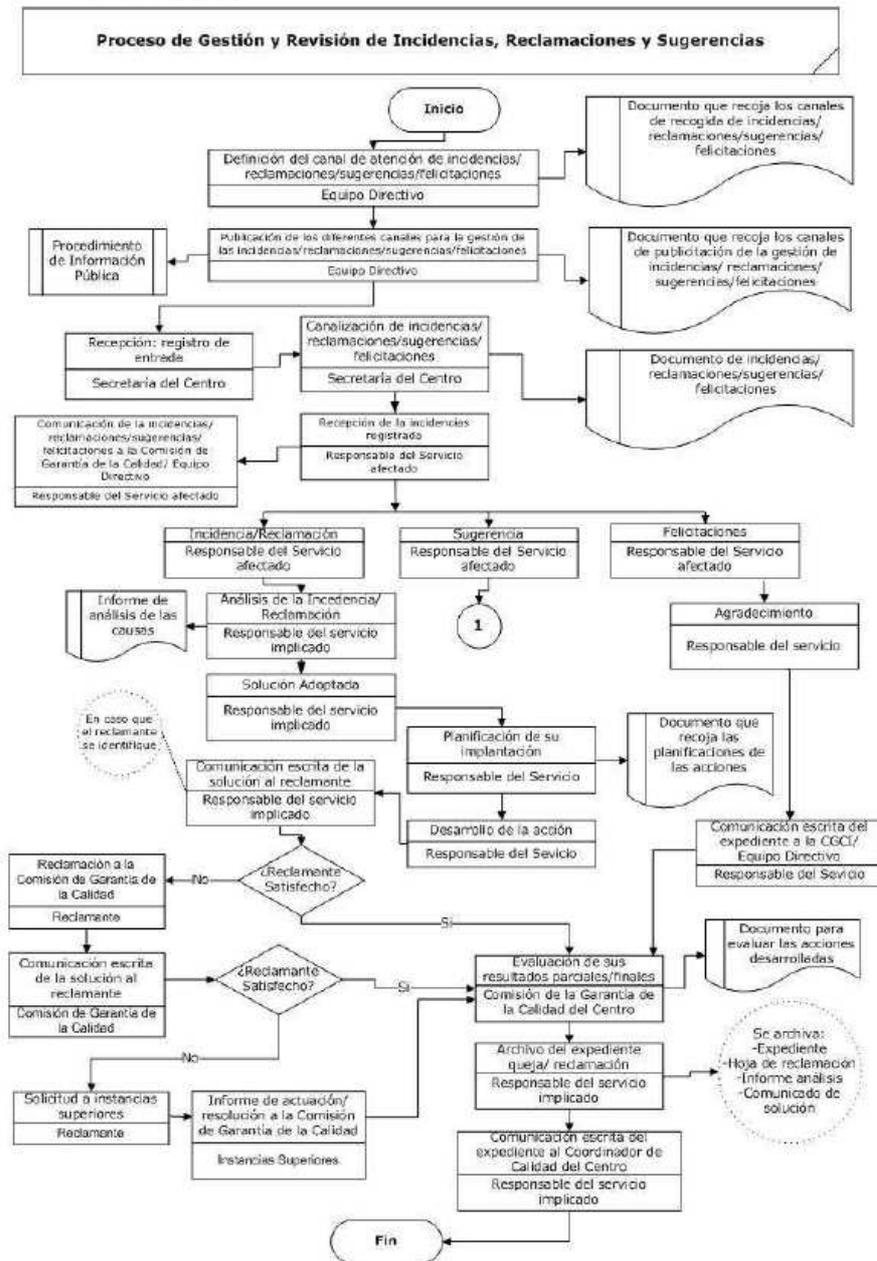 Proceso de Gestión y Revisión de Incidencias, Reclamaciones y Sugerencias
Inicio
Documento que recoja los canales
de recogida de incidencias/
reclamaciones/sugerencias/
felicitaciones
Definición del canal de atención de incidencias/
reclamaciones/sugerencias/felicitaciones
Equipo Directivo
Procedimiento
de Información
Pública
Publicación de los diferentes canales para la gestión de
las incidencias/reclamaciones/sugerencias/felicitaciones
Equipo Directivo
Documento que recoja los canales
de publicitación de la gestión de
incidencias/ reclamaciones/
sugerencias/felicitaciones
Recepción: registro de
entrada
Secretaría del Centro
Canalización de incidencias/
reclamaciones/sugerencias/
felicitaciones
Secretaría del Centro
Documento de incidencias/
reclamaciones/sugerencias/
felicitaciones
Comunicación de la incidencias/
reclamaciones/sugerencias/
felicitaciones a la Comisión de
Garantía de la Calidad/ Equipo
Directivo
Responsable del Servicio afectado
Recepción de la incidencias
registrada
Responsable del Servicio
afectado
Incidencia/Reclamación
Responsable del Servicio
afectado
Sugerencia
Responsable del Servicio
afectado
Felicitaciones
Responsable del Servicio
afectado
Informe de
análisis de las
causas
Análisis de la Incedencia/
Reclamación
Responsable del servicio
implicado
1
Agradecimiento
Responsable del servicio
Solución Adoptada
Responsable del servicio
implicado
En caso que
el reclamante
se identifique
Planificación de su
implantación
Responsable del Servicio
Documento que
recoja las
planificaciones de
las acciones
Comunicación escrita de la
solución al reclamante
Responsable del servicio
implicado
Desarrollo de la acción
Responsable del Sevicio
Comunicación escrita del
expediente a la CGCI/
Equipo Directivo
Responsable del Servicio
Reclamación a la
Comisión de Garantía de
la Calidad
Reclamante
No
¿Reclamante
Satisfecho?
Si
Comunicación escrita
de la solución al
reclamante
Comisión de Garantía de
la Calidad
¿Reclamante
Satisfecho?
Si
Evaluación de sus
resultados parciales/finales
Comisión de la Garantía de
la Calidad del Centro
Documento para
evaluar las acciones
desarrolladas
No
Archivo del expediente
queja/ reclamación
Responsable del servicio
implicado
Se archiva:
-Expediente
-Hoja de reclamación
-Informe análisis
-Comunicado de
solución
Solicitud a instancias
superiores
Reclamante
Informe de actuación/
resolución a la Comisión
de Garantía de la Calidad
Instancias Superiores
Comunicación escrita del
expediente al Coordinador de
Calidad del Centro
Responsable del servicio
implicado
Fin